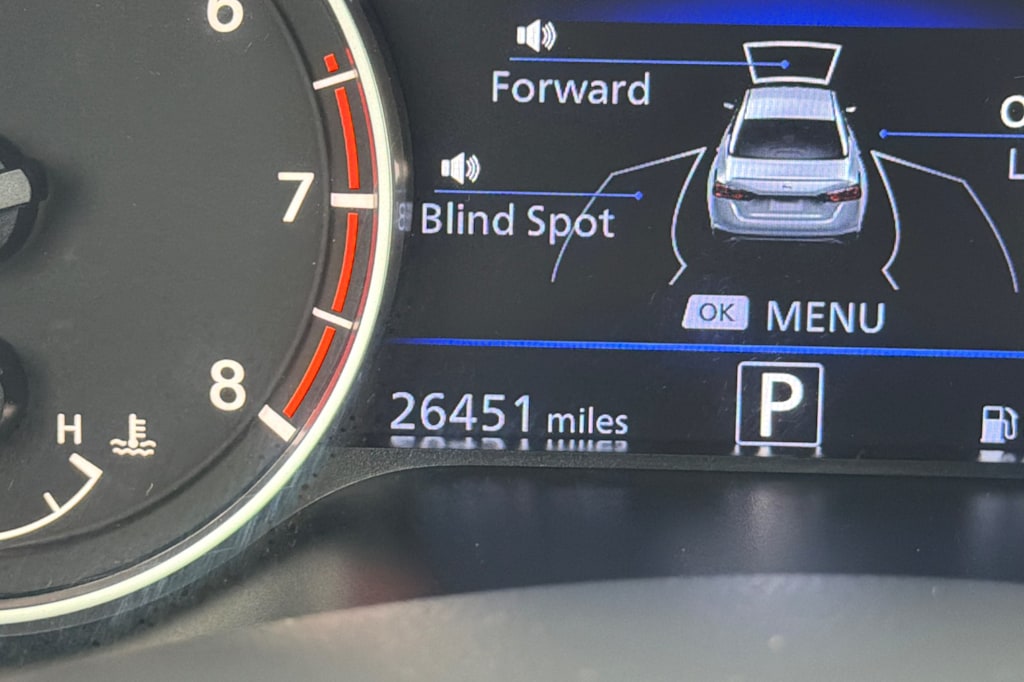 6
Forward
7
Blind Spot
OK MENU
8
26451 miles
P
H